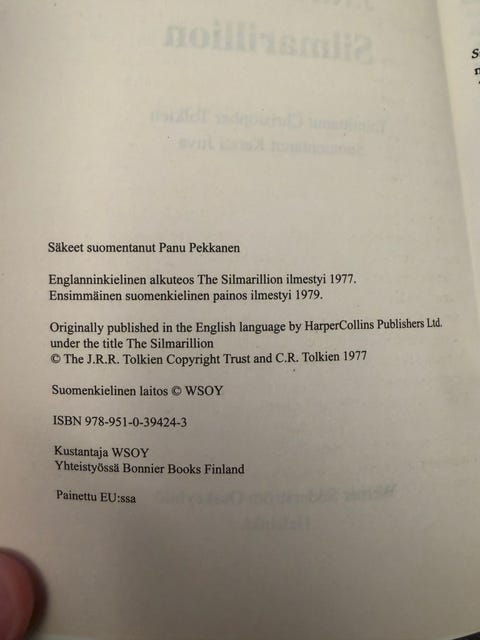 Säkeet suomentanut Panu Pekkanen
Englanninkielinen alkuteos The Silmarillion ilmestyi 1977.
Ensimmäinen suomenkielinen painos ilmestyi 1979.
Originally published in the English language by HarperCollins Publishers Ltd.
under the title The Silmarillion
© The J.R.R. Tolkien Copyright Trust and C.R. Tolkien 1977
Suomenkielinen laitos © WSOY
ISBN 978-951-0-39424-3
Kustantaja WSOY
Yhteistyössä Bonnier Books Finland
Painettu EU:ssa